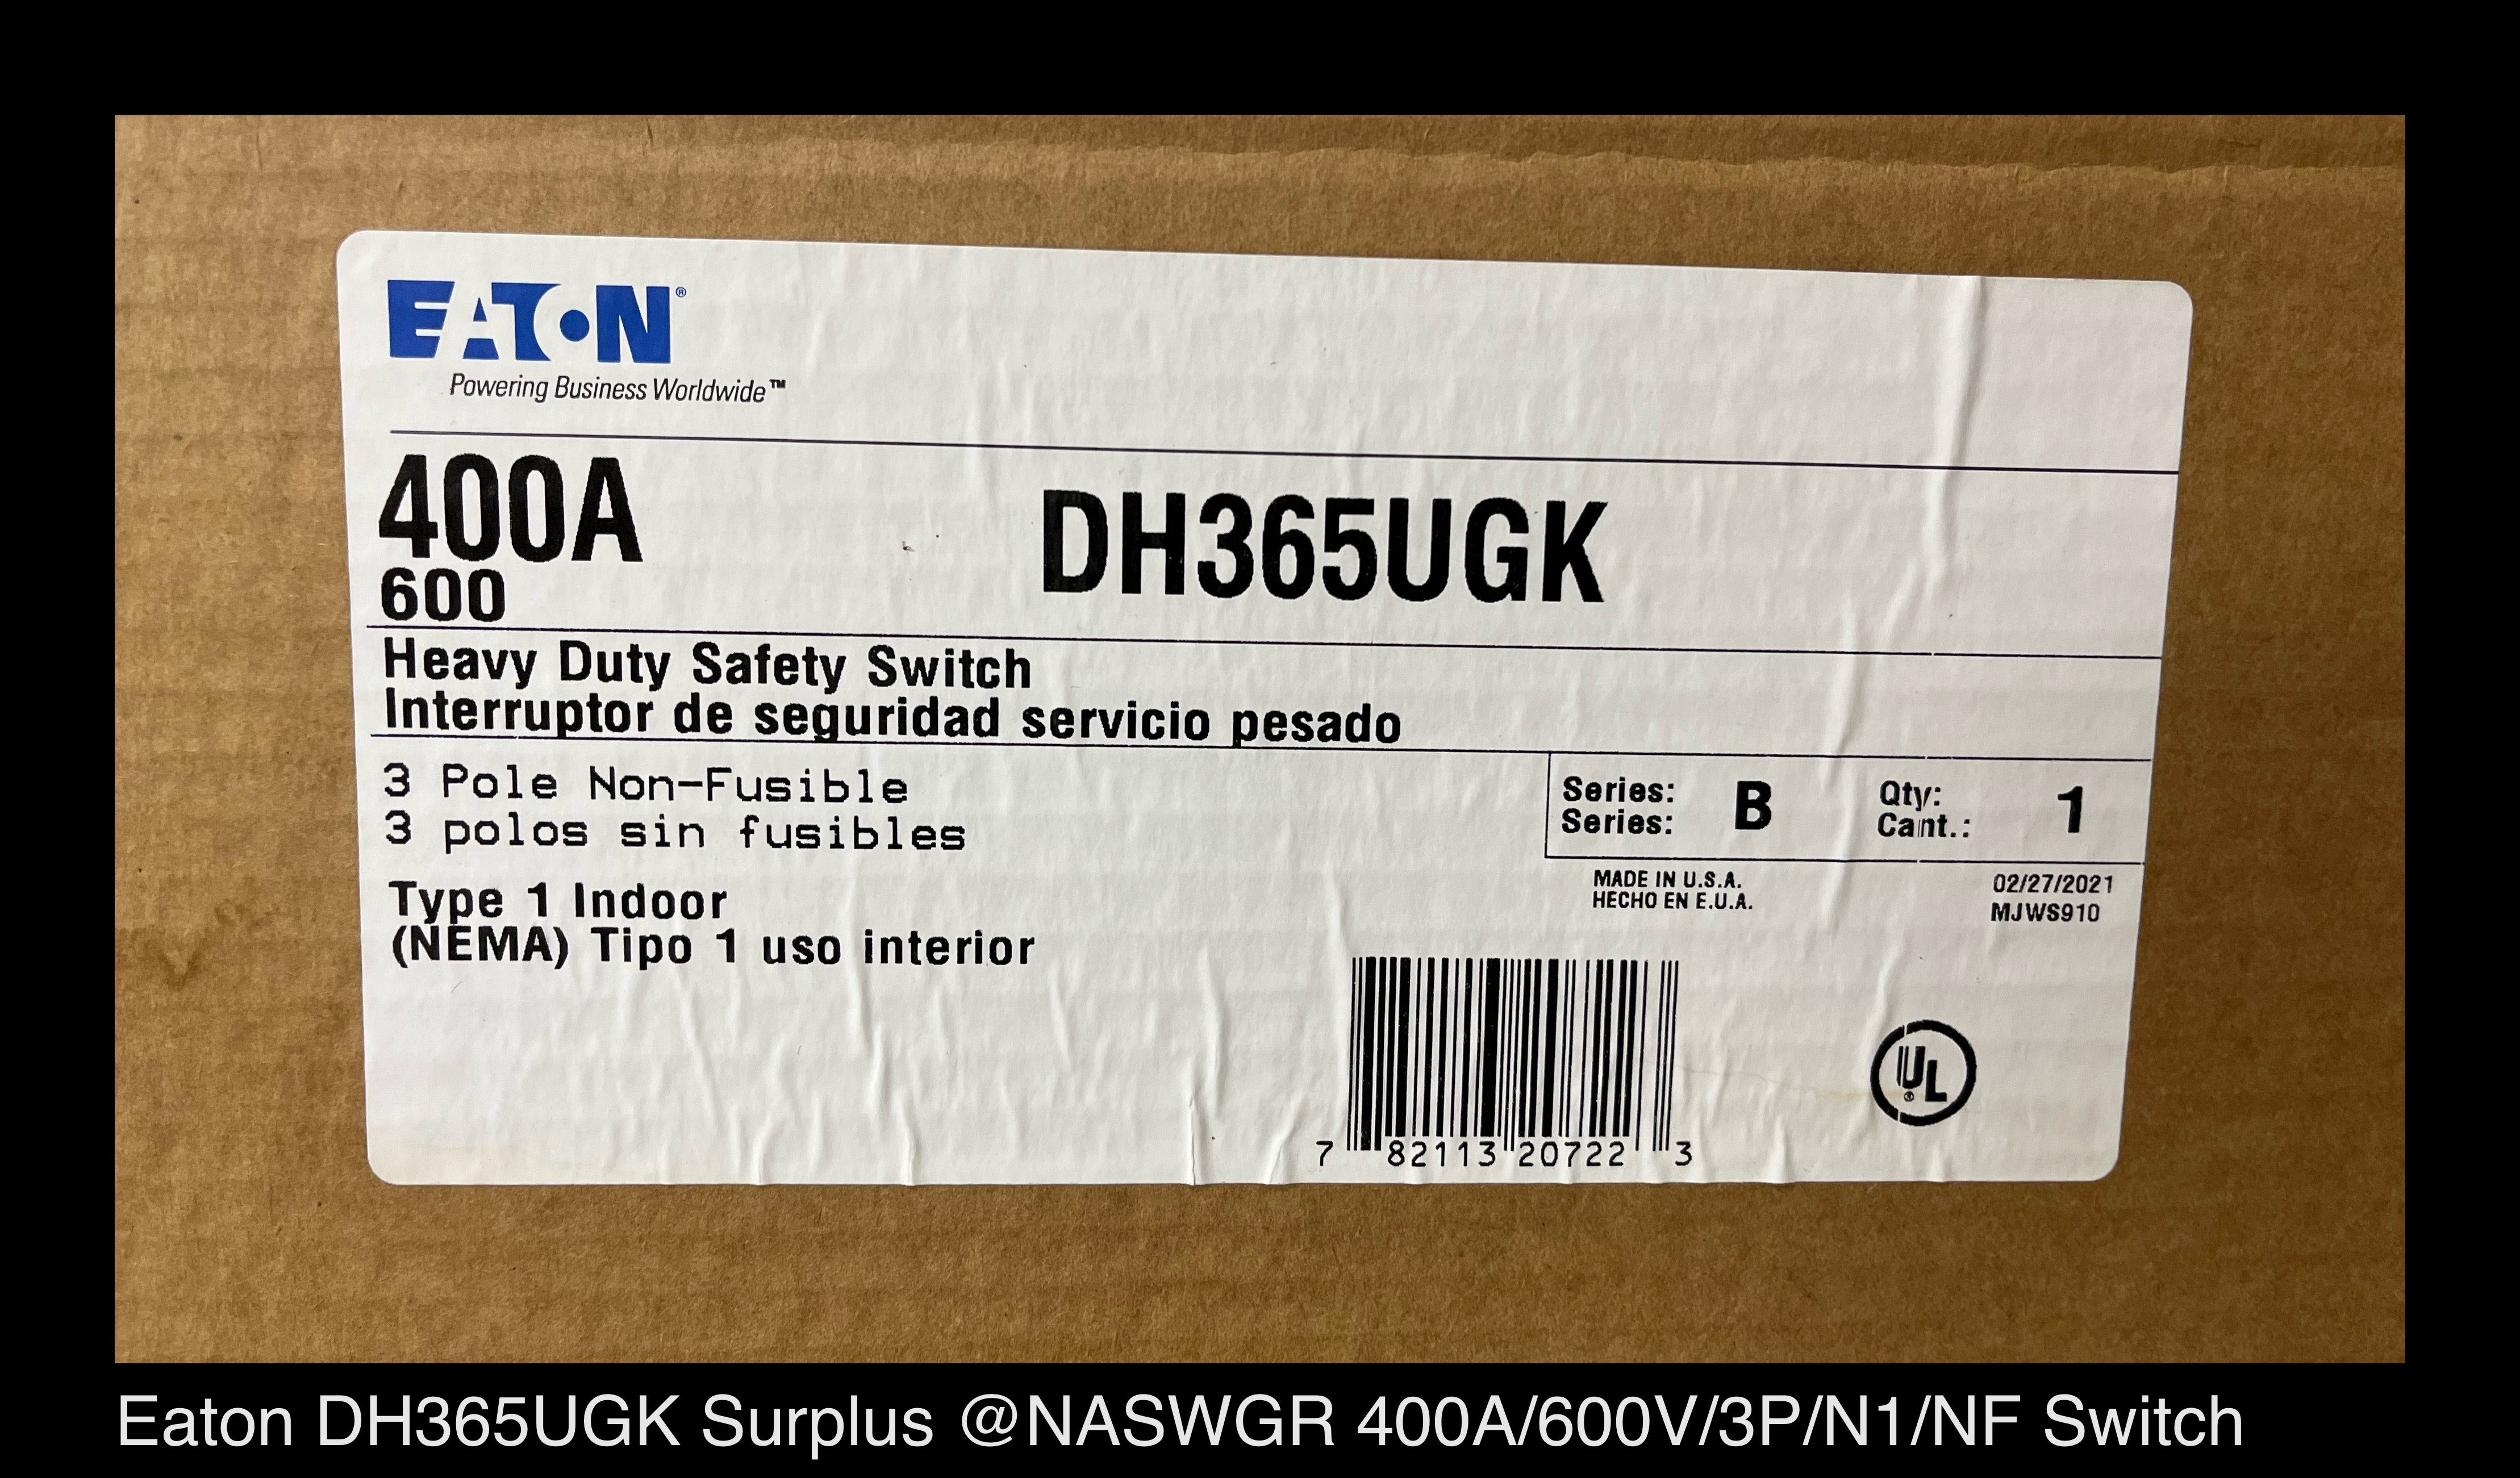 EATON®
Powering Business Worldwide™
400A
600
DH365UGK
Heavy Duty Safety Switch
Interruptor de seguridad servicio pesado
3 Pole Non-Fusible
3 polos sin fusibles
Series: B Qty: 1
Series: Cant.:
Type 1 Indoor
(NEMA) Tipo 1 uso interior
MADE IN U.S.A.
HECHO EN E.U.A.
02/27/2021
MJWS910
UL®
7 82113 20722 3
Eaton DH365UGK Surplus @NASWGR 400A/600V/3P/N1/NF Switch